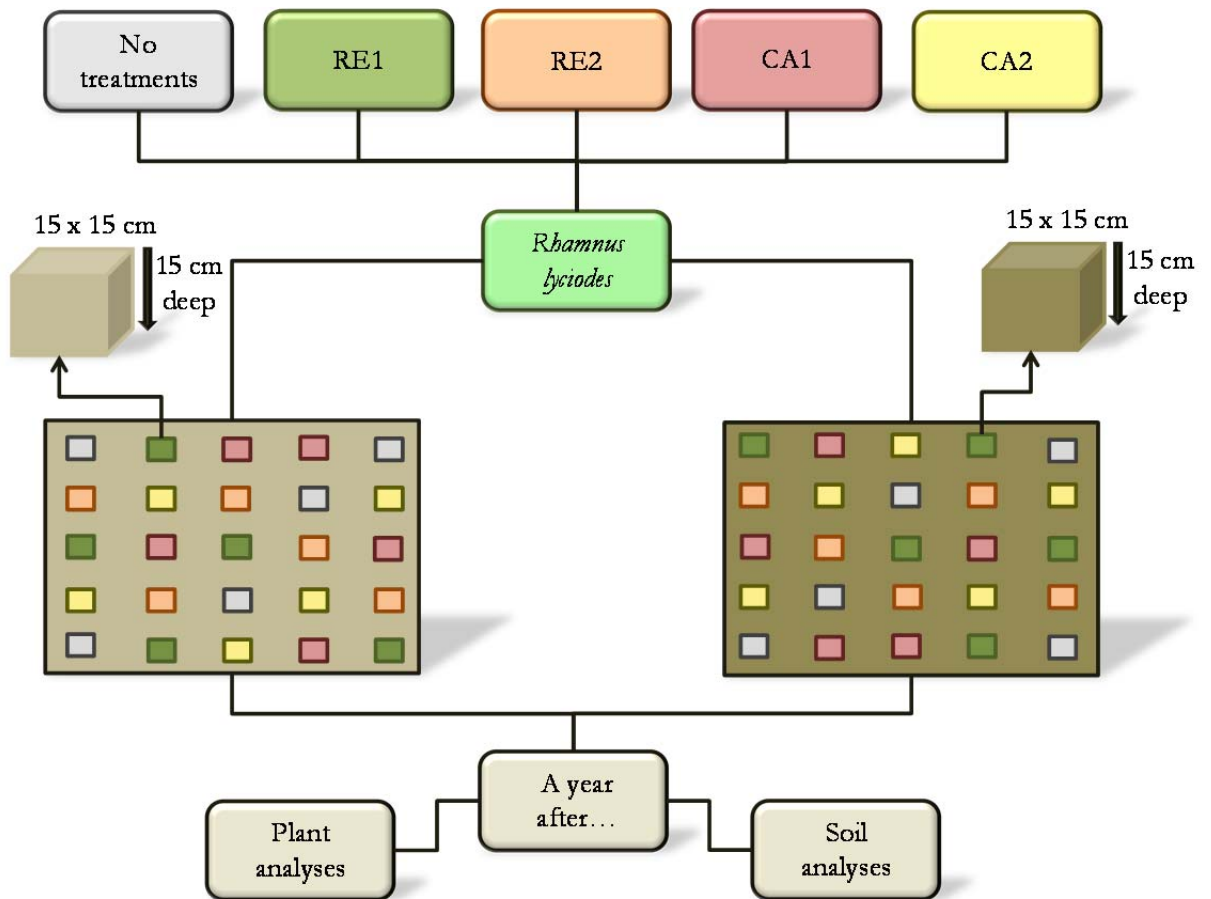 No
treatments
RE1
RE2
CA1
CA2
15 x 15 cm
15 cm
deep
Rhamnus
lyciodes
15 x 15 cm
15 cm
deep
A year
after…
Plant
analyses
Soil
analyses